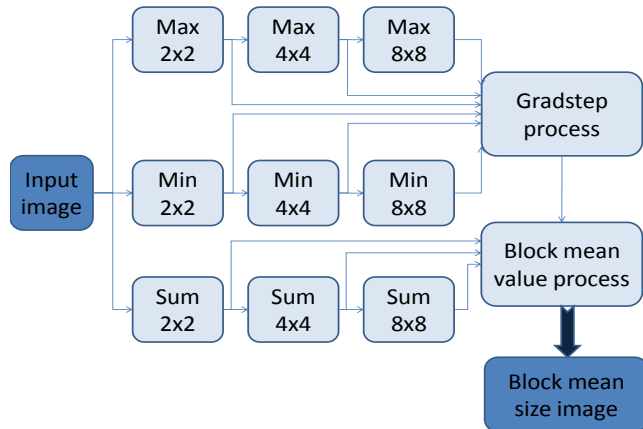 Max
2x2
Max
4x4
Max
8x8
Gradstep
process
Input
image
Min
2x2
Min
4x4
Min
8x8
Block mean
value process
Sum
2x2
Sum
4x4
Sum
8x8
Block mean
size image